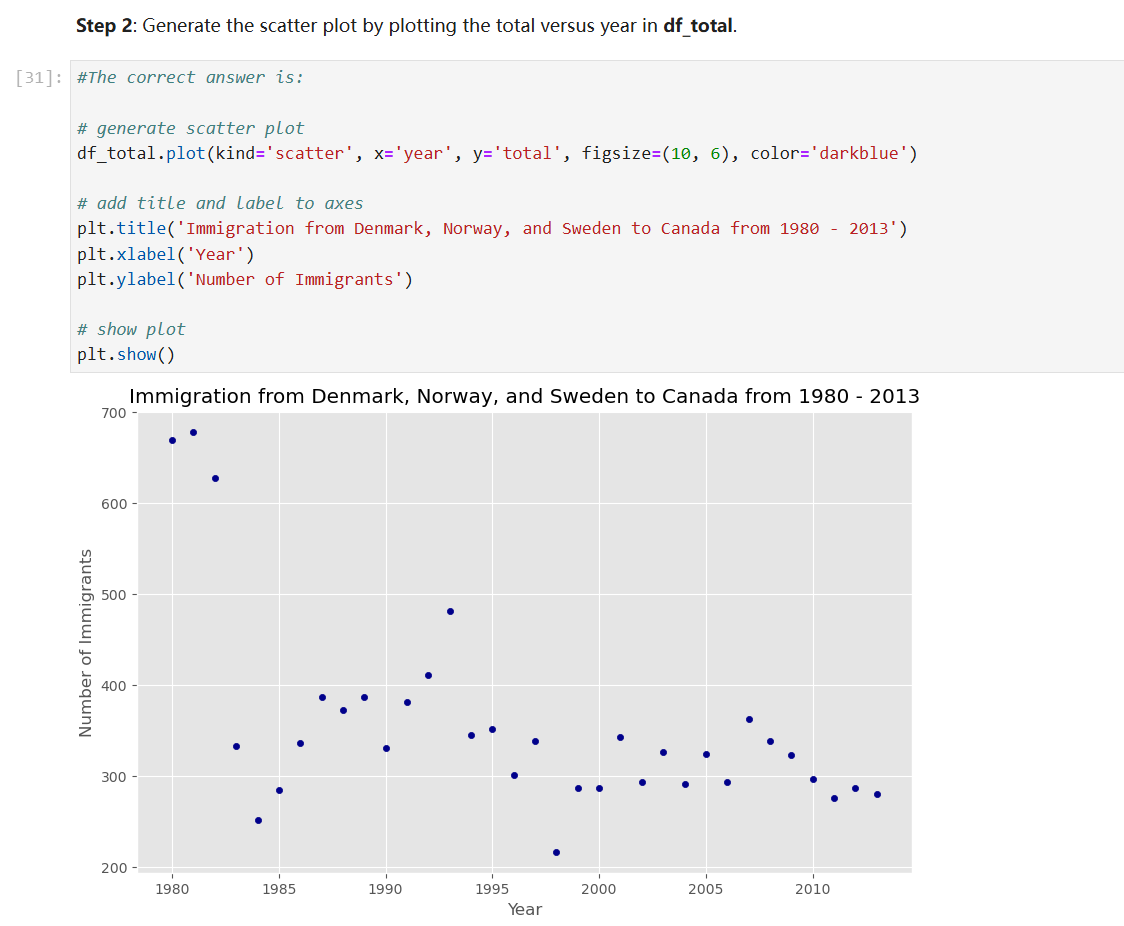 Step 2: Generate the scatter plot by plotting the total versus year in df_total.
[31]:
#The correct answer is:
# generate scatter plot
df_total.plot(kind='scatter', x='year', y='total', figsize=(10, 6), color='darkblue')
# add title and label to axes
plt.title('Immigration from Denmark, Norway, and Sweden to Canada from 1980 - 2013')
plt.xlabel('Year')
plt.ylabel('Number of Immigrants')
# show plot
plt.show()
Immigration from Denmark, Norway, and Sweden to Canada from 1980 - 2013
700
600
500
400
300
200
Number of Immigrants
1980 1985 1990 1995 2000 2005 2010
Year